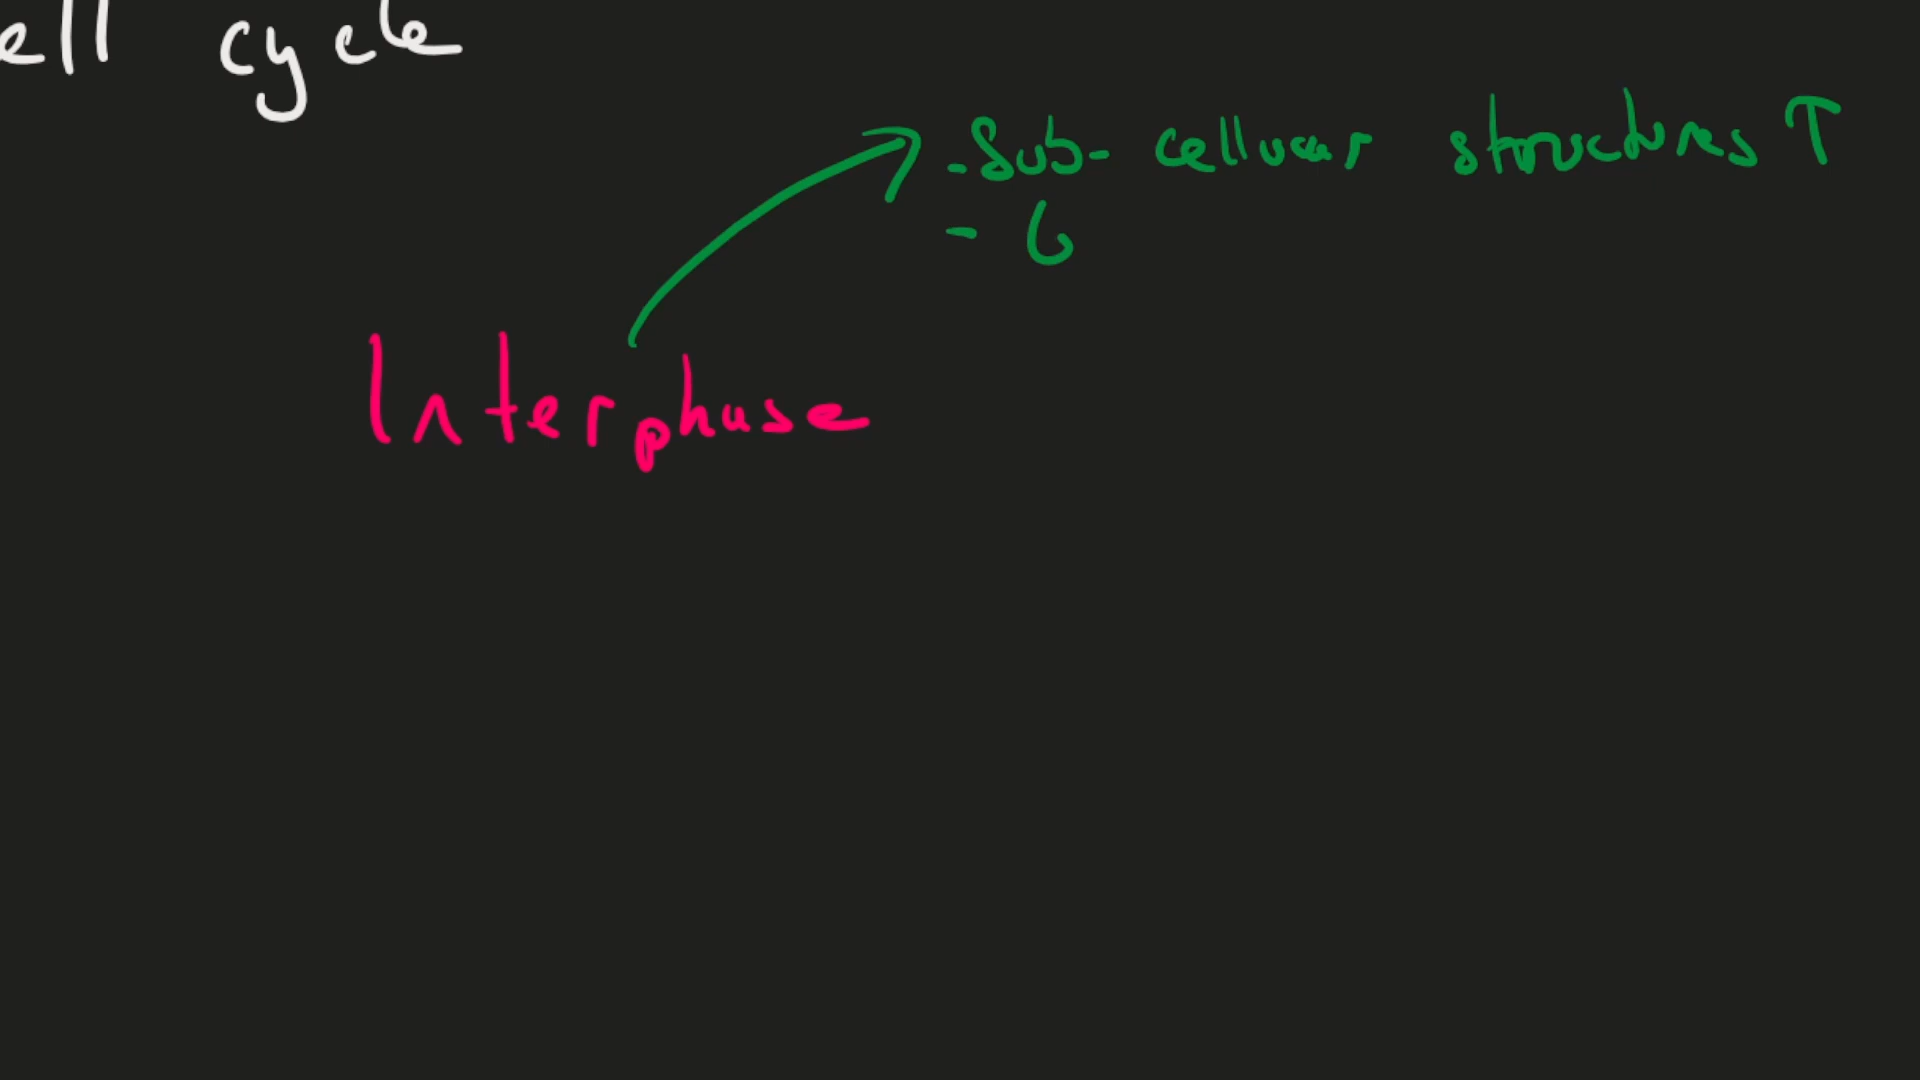 ell cycle
- Sub- cellular structures ↑
- G
Interphase